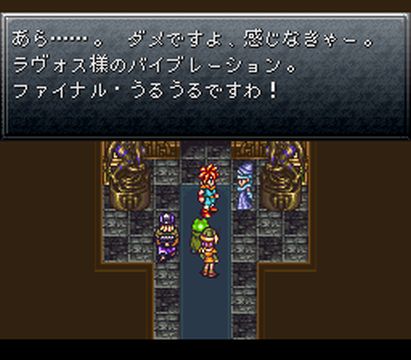 あら……。　ダメですよ、感じなきゃー。
ラヴォス様のバイブレーション。
ファイナル・うるうるですわ！